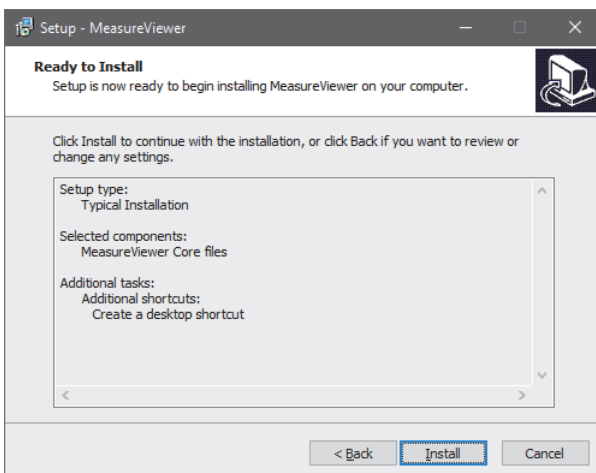 Setup - MeasureViewer
Ready to Install
Setup is now ready to begin installing MeasureViewer on your computer.
Click Install to continue with the installation, or click Back if you want to review or
change any settings.
Setup type:
Typical Installation
Selected components:
MeasureViewer Core files
Additional tasks:
Additional shortcuts:
Create a desktop shortcut
< Back
Install
Cancel